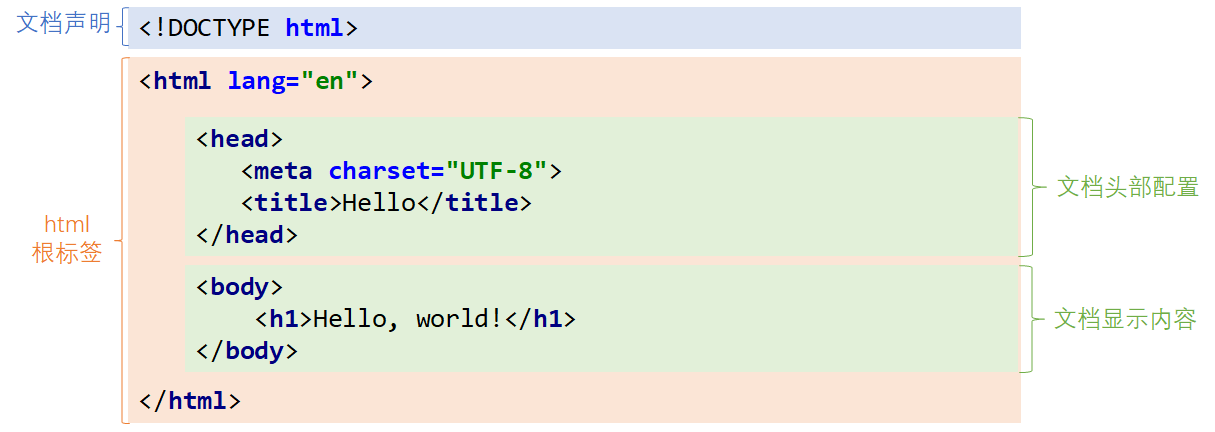 文档声明
<!DOCTYPE html>
<html lang="en">
<head>
<meta charset="UTF-8">
<title>Hello</title>
</head>
文档头部配置
html
根标签
<body>
<h1>Hello, world!</h1>
</body>
文档显示内容
</html>